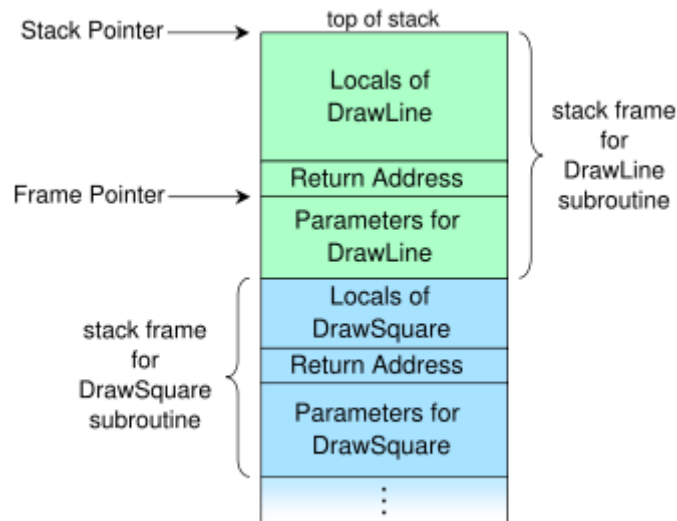 top of stack
Stack Pointer
Locals of
DrawLine
stack frame
for
DrawLine
subroutine
Return Address
Frame Pointer
Parameters for
DrawLine
Locals of
DrawSquare
stack frame
for
DrawSquare
subroutine
Return Address
Parameters for
DrawSquare
⋮